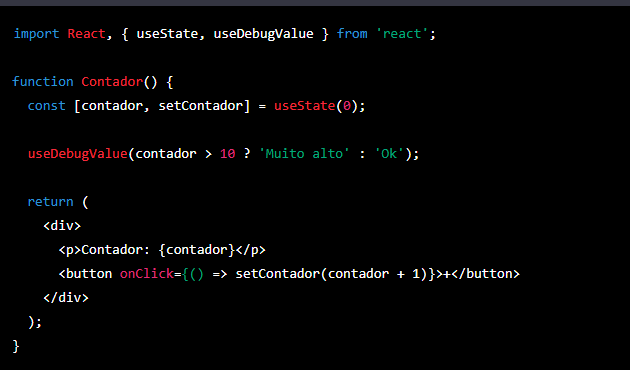 import React, { useState, useDebugValue } from 'react';
function Contador() {
const [contador, setContador] = useState(0);
useDebugValue(contador > 10 ? 'Muito alto' : 'Ok');
return (
<div>
<p>Contador: {contador}</p>
<button onClick={() => setContador(contador + 1)}>+</button>
</div>
);
}